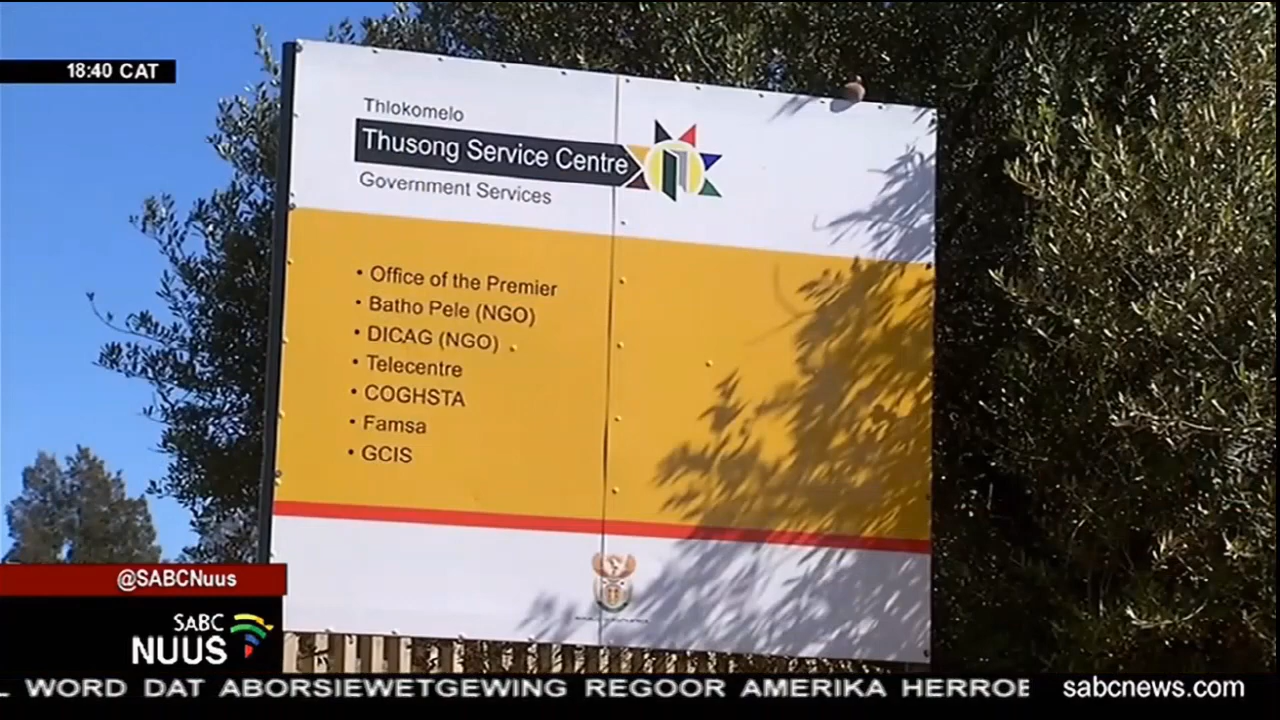 18:40 CAT
Thlokomelo
Thusong Service Centre
Government Services
• Office of the Premier
• Batho Pele (NGO)
• DICAG (NGO)
• Telecentre
• COGHSTA
• Famsa
• GCIS
@SABCNuus
SABC
NUUS
L WORD DAT ABORSIEWETGEWING REGOOR AMERIKA HERROE
sabcnews.com